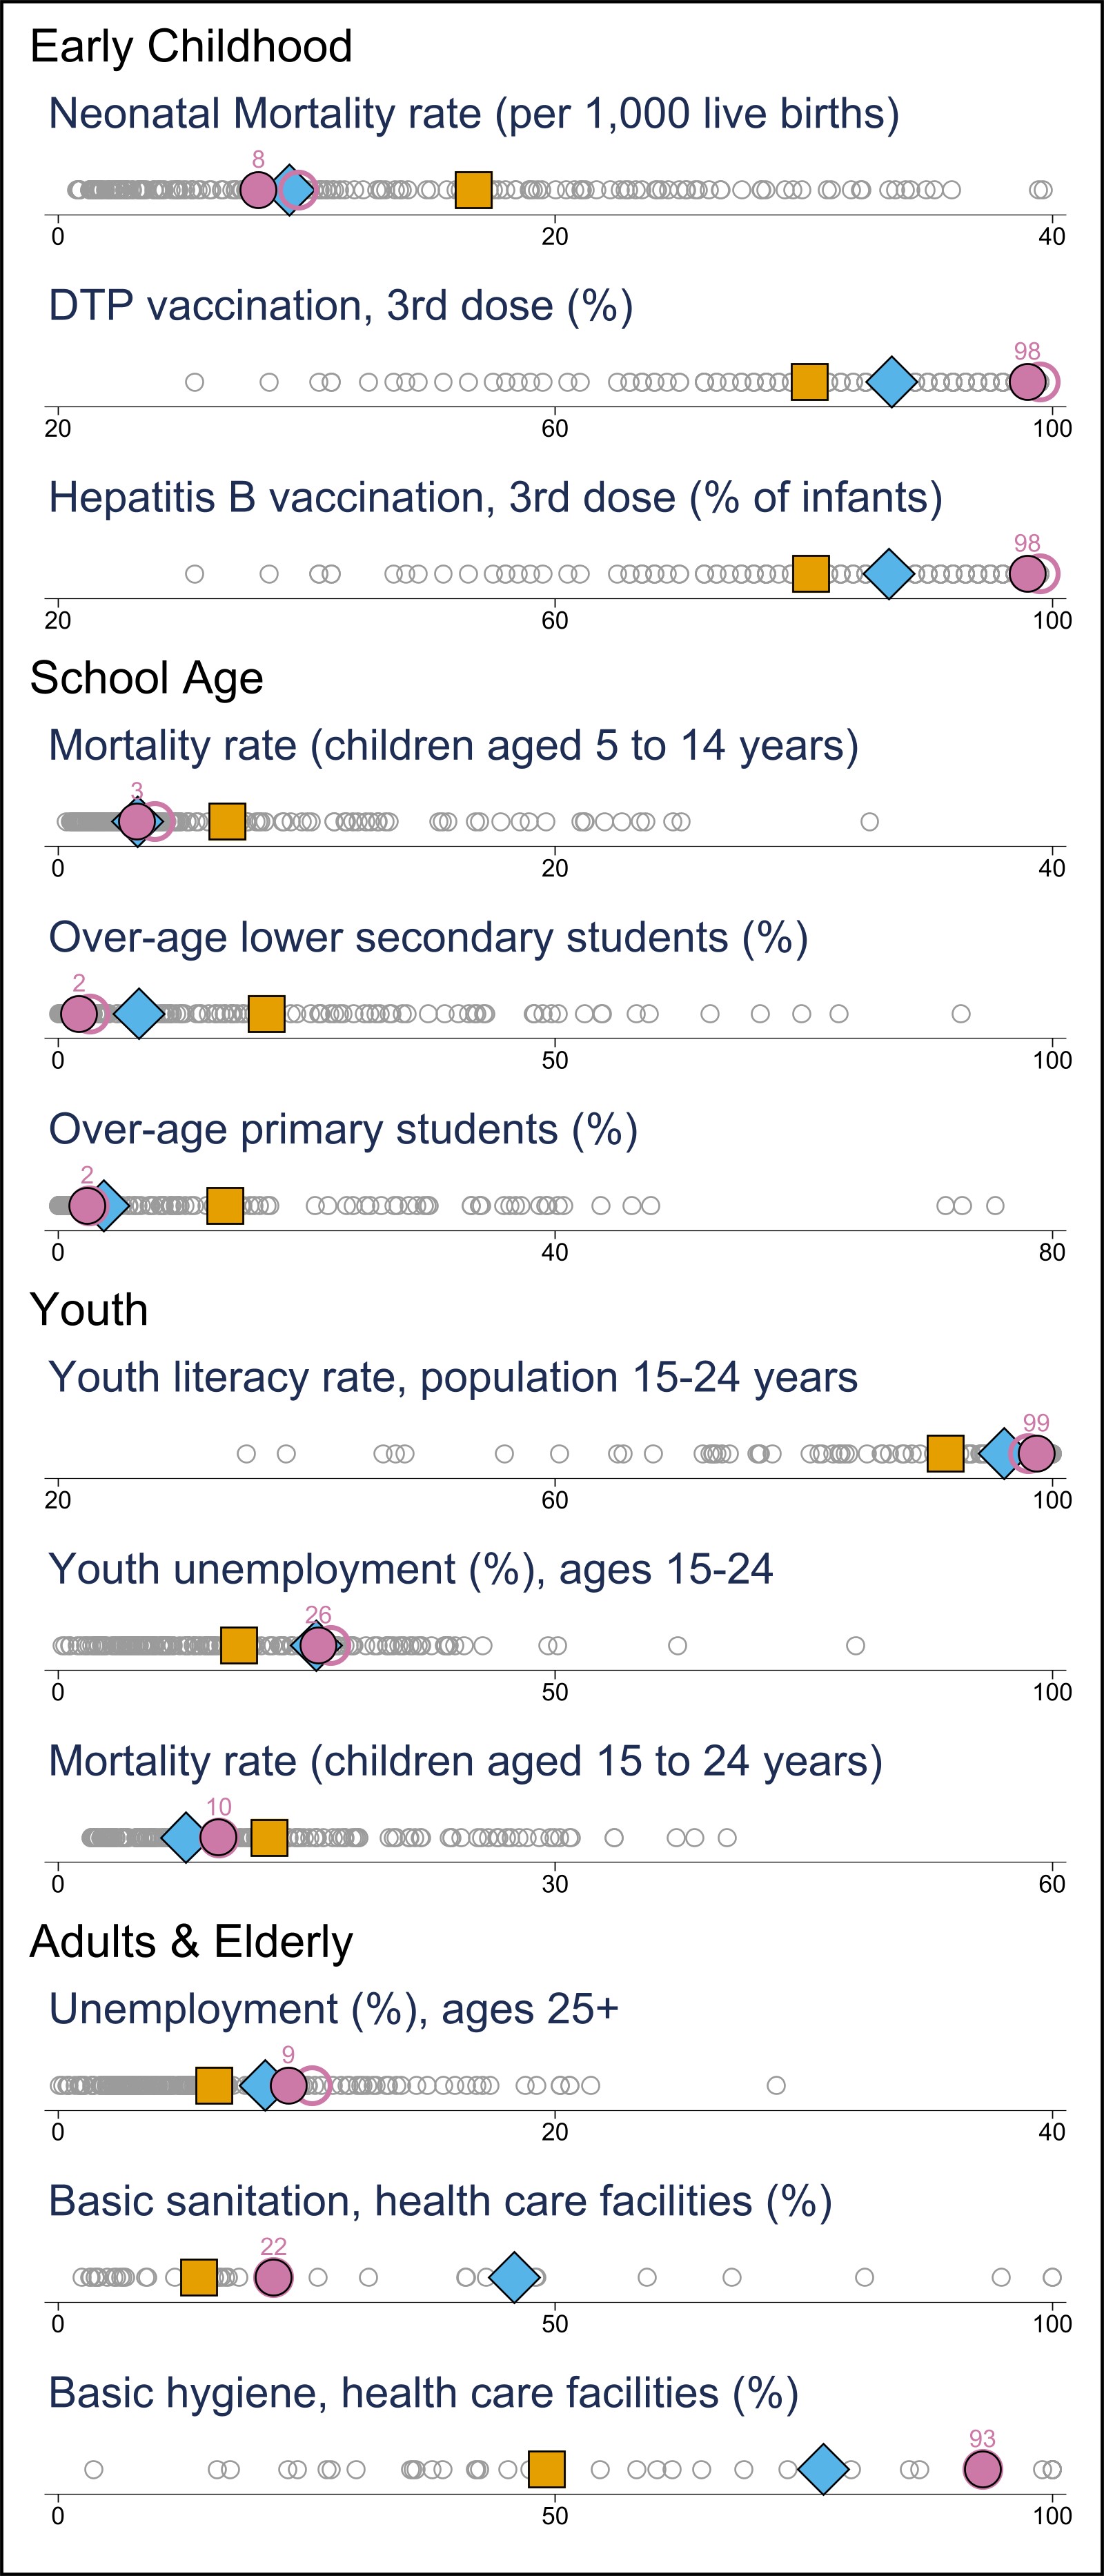 Early Childhood
Neonatal Mortality rate (per 1,000 live births)
8
0 20 40
DTP vaccination, 3rd dose (%)
98
20 60 100
Hepatitis B vaccination, 3rd dose (% of infants)
98
20 60 100
School Age
Mortality rate (children aged 5 to 14 years)
3
0 20 40
Over-age lower secondary students (%)
2
0 50 100
Over-age primary students (%)
2
0 40 80
Youth
Youth literacy rate, population 15-24 years
99
20 60 100
Youth unemployment (%), ages 15-24
26
0 50 100
Mortality rate (children aged 15 to 24 years)
10
0 30 60
Adults & Elderly
Unemployment (%), ages 25+
9
0 20 40
Basic sanitation, health care facilities (%)
22
0 50 100
Basic hygiene, health care facilities (%)
93
0 50 100